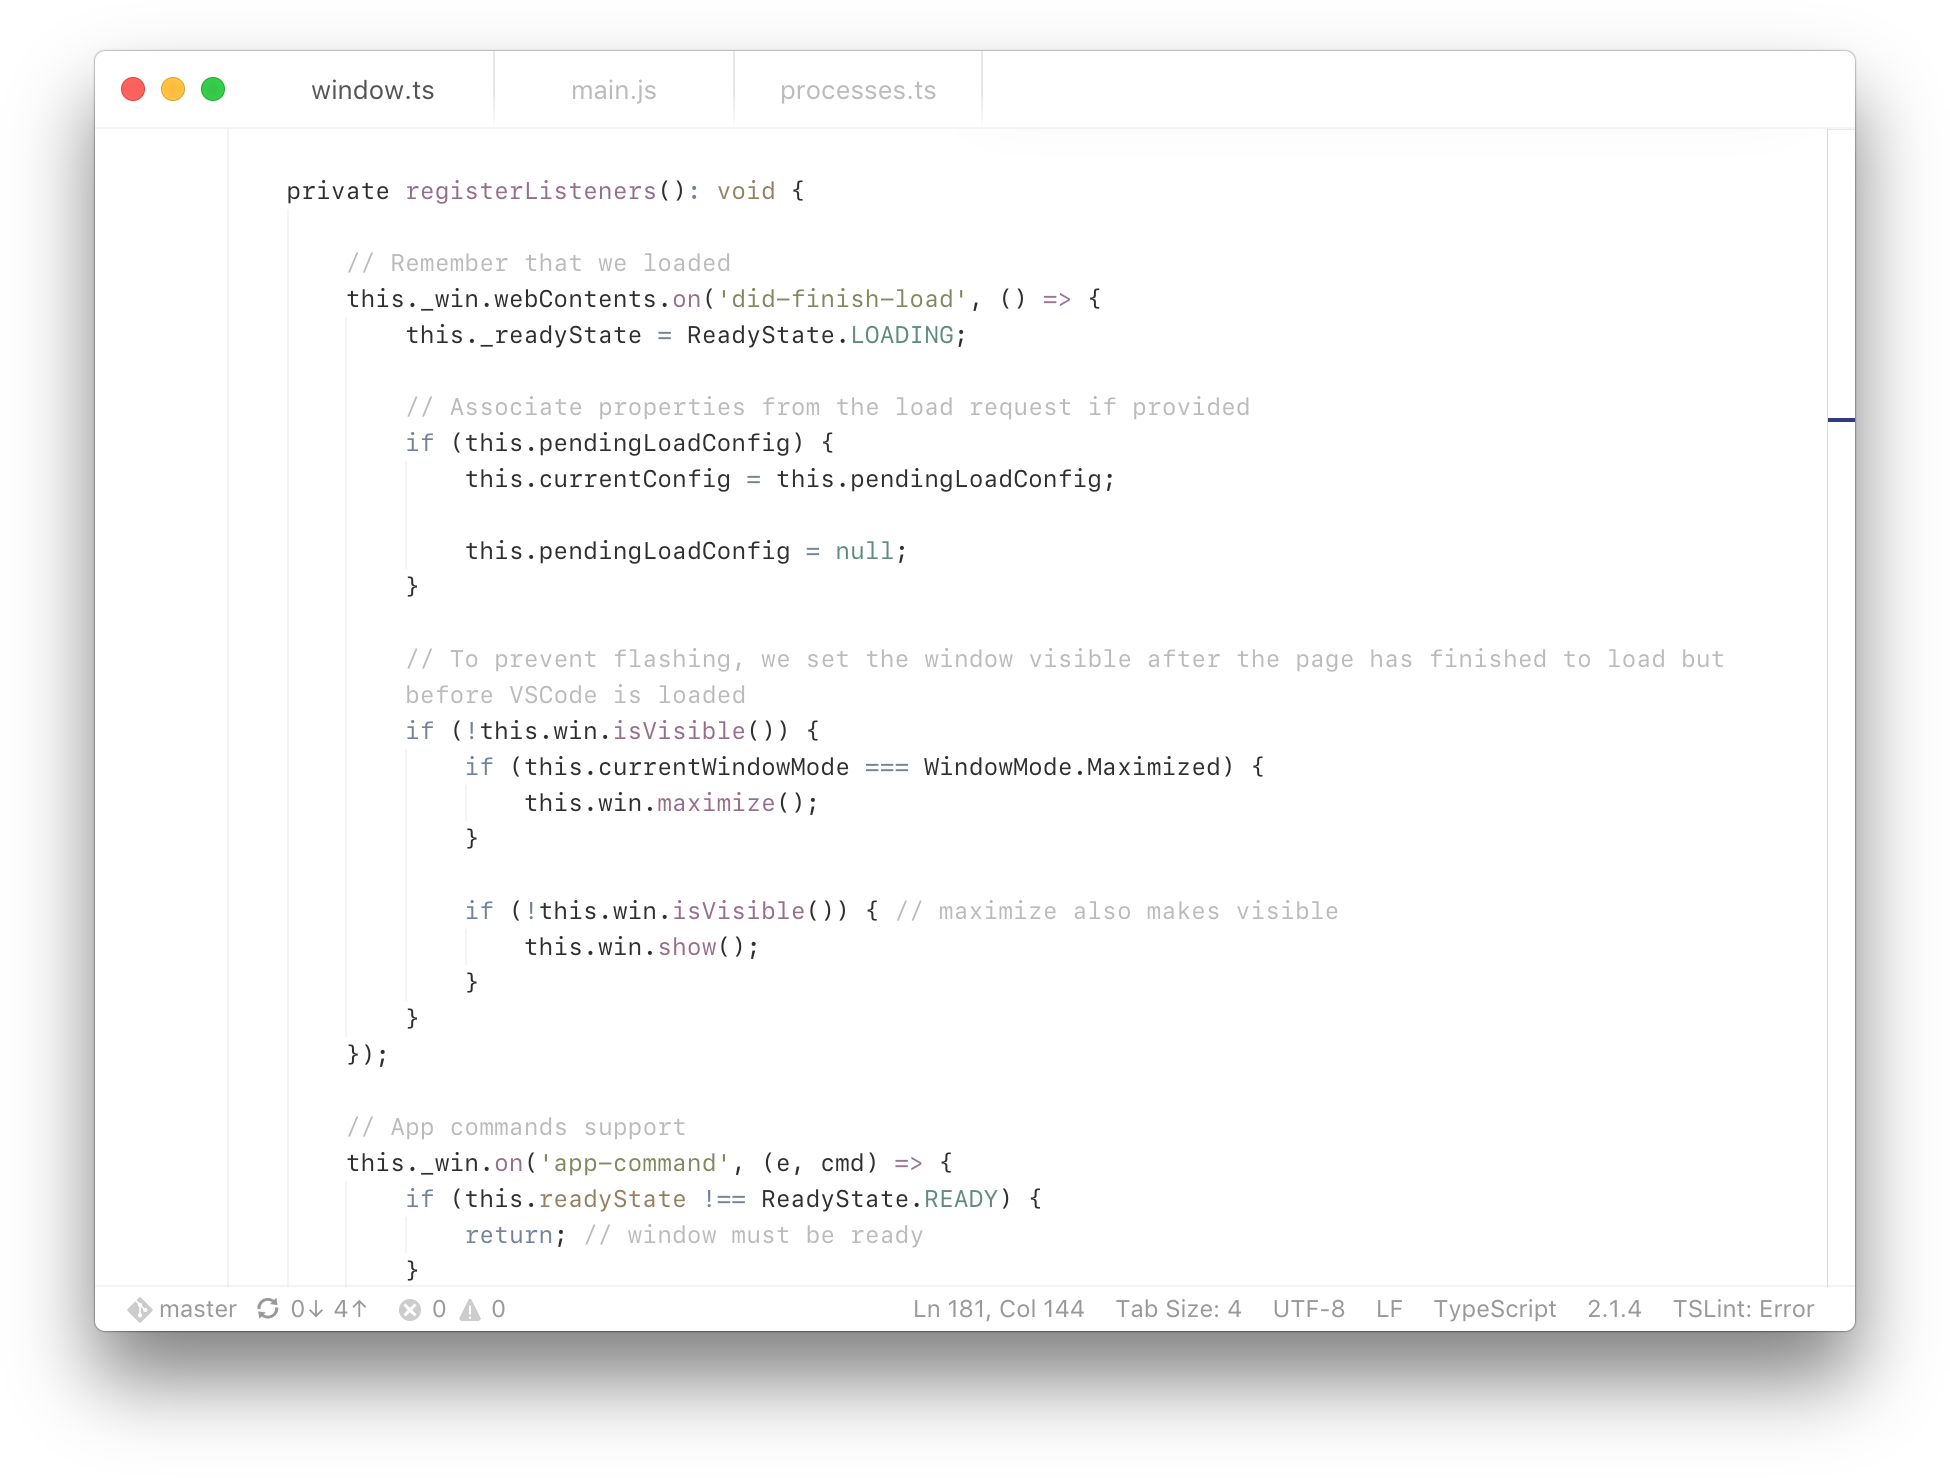 window.ts main.js processes.ts
private registerListeners(): void {
// Remember that we loaded
this._win.webContents.on('did-finish-load', () => {
this._readyState = ReadyState.LOADING;
// Associate properties from the load request if provided
if (this.pendingLoadConfig) {
this.currentConfig = this.pendingLoadConfig;
this.pendingLoadConfig = null;
}
// To prevent flashing, we set the window visible after the page has finished to load but
before VSCode is loaded
if (!this.win.isVisible()) {
if (this.currentWindowMode === WindowMode.Maximized) {
this.win.maximize();
}
if (!this.win.isVisible()) { // maximize also makes visible
this.win.show();
}
}
});
// App commands support
this._win.on('app-command', (e, cmd) => {
if (this.readyState !== ReadyState.READY) {
return; // window must be ready
}
master 0↓ 4↑ 0 0 Ln 181, Col 144 Tab Size: 4 UTF-8 LF TypeScript 2.1.4 TSLint: Error